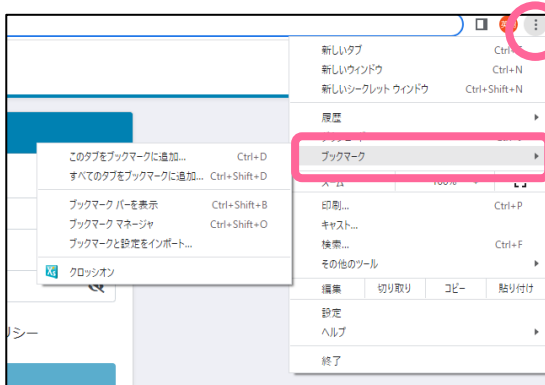 新しいタブ
新しいウィンドウ Ctrl+N
新しいシークレット ウィンドウ Ctrl+Shift+N
履歴
ブックマーク
このタブをブックマークに追加... Ctrl+D
すべてのタブをブックマークに追加... Ctrl+Shift+D
ブックマーク バーを表示 Ctrl+Shift+B
ブックマーク マネージャ Ctrl+Shift+O
ブックマークと設定をインポート...
クロッシオン
印刷... Ctrl+P
キャスト...
検索... Ctrl+F
その他のツール
編集 切り取り コピー 貼り付け
設定
ヘルプ
終了
リシー